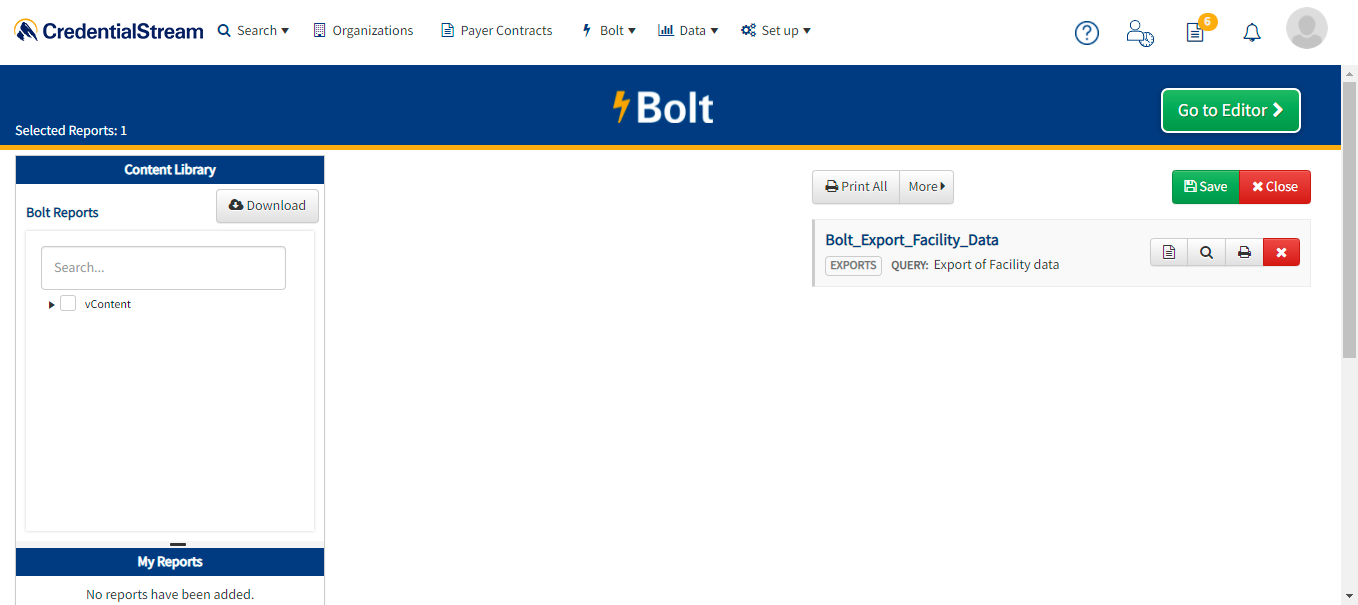 CredentialStream Search Organizations Payer Contracts Bolt Data Set up 6
Bolt
Go to Editor
Selected Reports: 1
Content Library
Bolt Reports
Download
Search...
vContent
My Reports
No reports have been added.
Print All More
Save Close
Bolt_Export_Facility_Data
EXPORTS QUERY: Export of Facility data